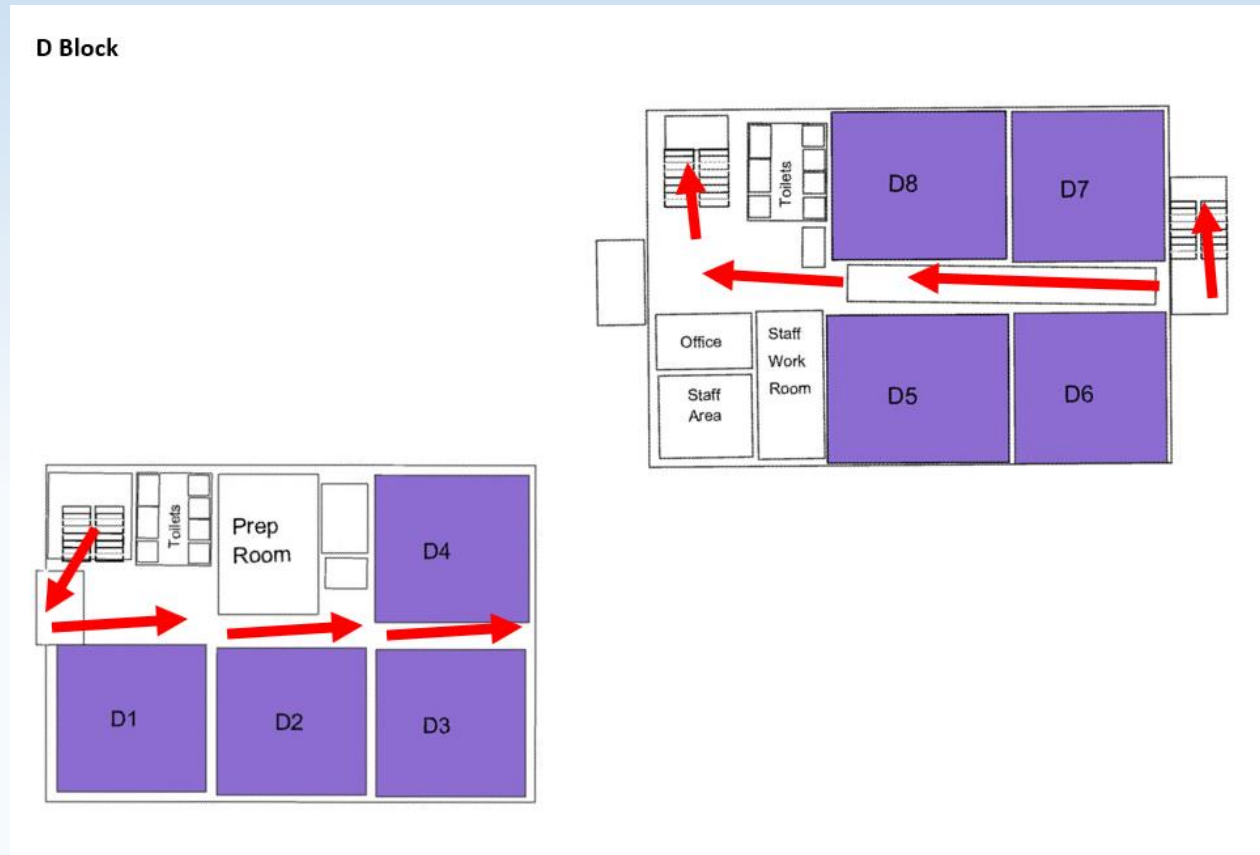 D Block
Toilets
D8
D7
Office
Staff
Work
Room
Staff
Area
D5
D6
Toilets
Prep
Room
D4
D1
D2
D3